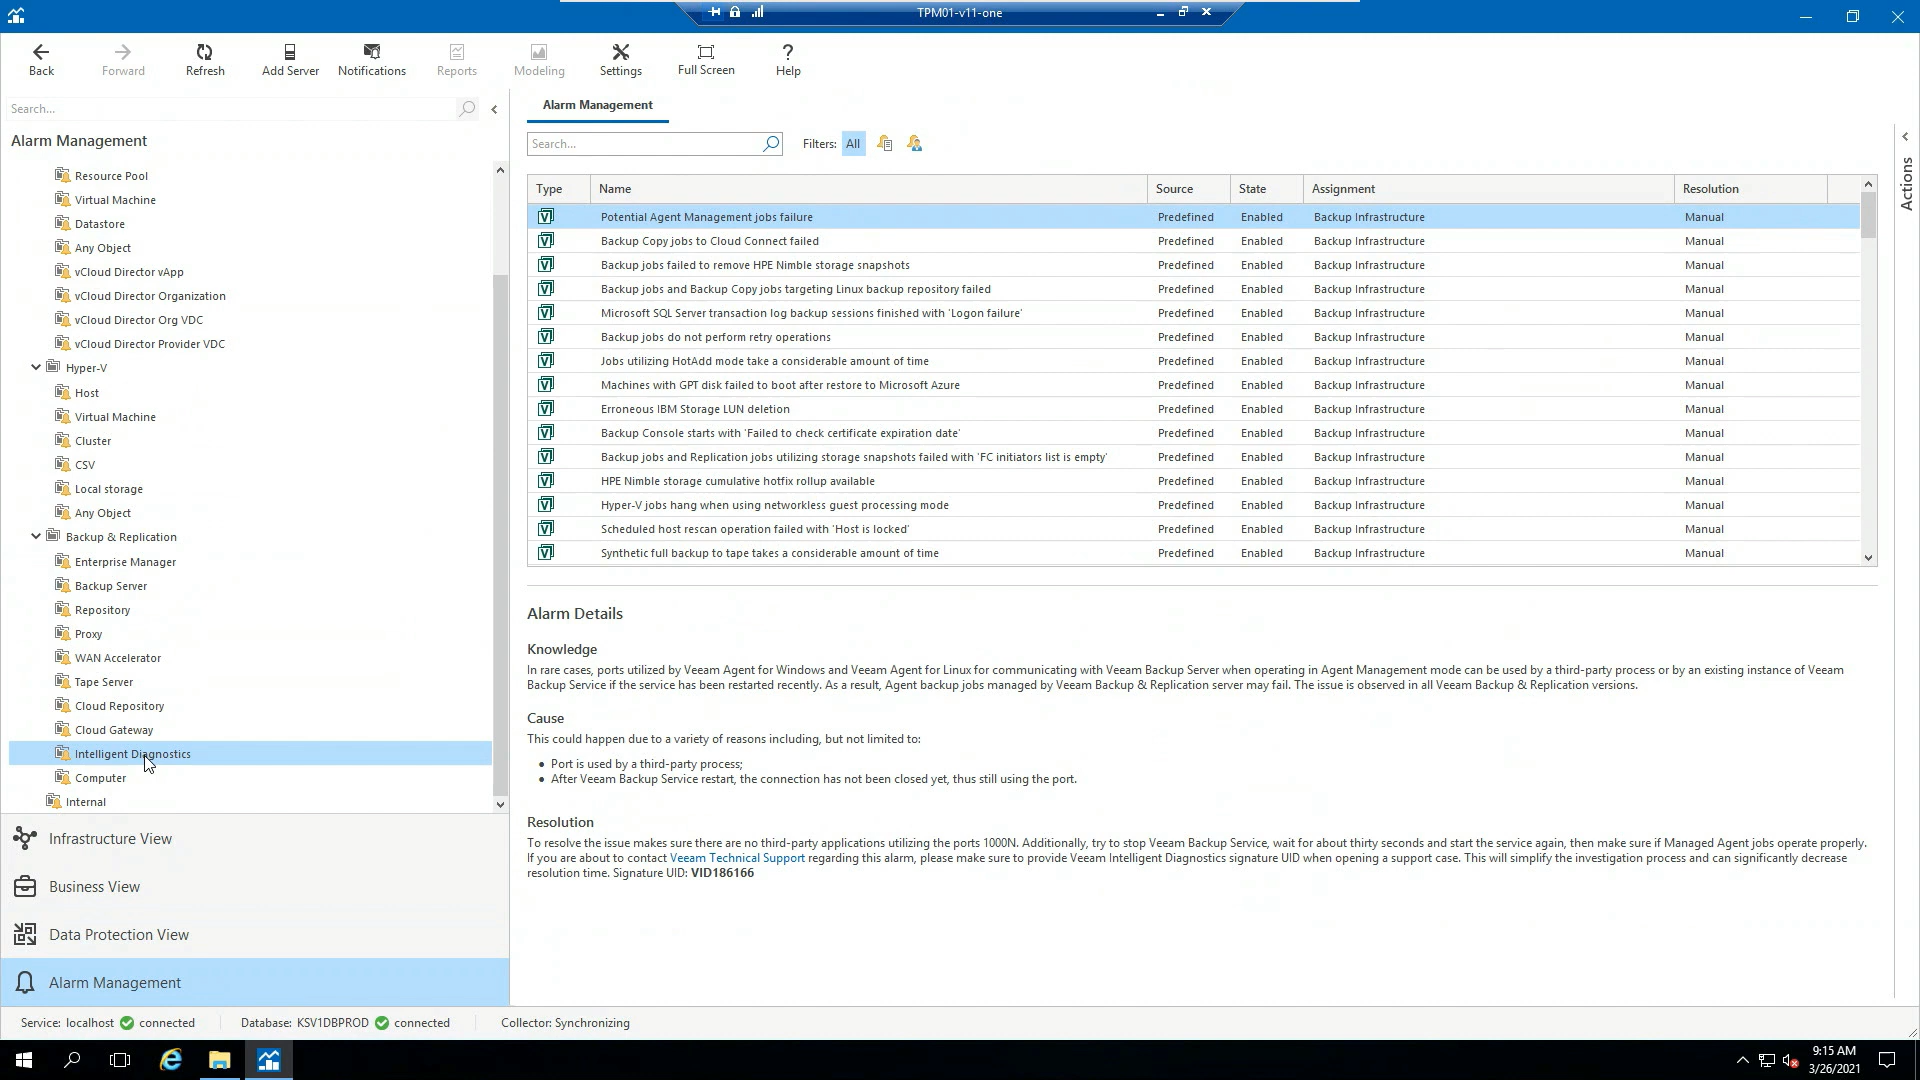 TPM01-v11-one
Back
Forward
Refresh
Add Server
Notifications
Reports
Modeling
Settings
Full Screen
Help
Search...
Alarm Management
Resource Pool
Virtual Machine
Datastore
Any Object
vCloud Director vApp
vCloud Director Organization
vCloud Director Org VDC
vCloud Director Provider VDC
Hyper-V
Host
Virtual Machine
Cluster
CSV
Local storage
Any Object
Backup & Replication
Enterprise Manager
Backup Server
Repository
Proxy
WAN Accelerator
Tape Server
Cloud Repository
Cloud Gateway
Intelligent Diagnostics
Computer
Internal
Infrastructure View
Business View
Data Protection View
Alarm Management
Alarm Management
Search... Filters: All
Actions
Type Name Source State Assignment Resolution
Potential Agent Management jobs failure Predefined Enabled Backup Infrastructure Manual
Backup Copy jobs to Cloud Connect failed Predefined Enabled Backup Infrastructure Manual
Backup jobs failed to remove HPE Nimble storage snapshots Predefined Enabled Backup Infrastructure Manual
Backup jobs and Backup Copy jobs targeting Linux backup repository failed Predefined Enabled Backup Infrastructure Manual
Microsoft SQL Server transaction log backup sessions finished with 'Logon failure' Predefined Enabled Backup Infrastructure Manual
Backup jobs do not perform retry operations Predefined Enabled Backup Infrastructure Manual
Jobs utilizing HotAdd mode take a considerable amount of time Predefined Enabled Backup Infrastructure Manual
Machines with GPT disk failed to boot after restore to Microsoft Azure Predefined Enabled Backup Infrastructure Manual
Erroneous IBM Storage LUN deletion Predefined Enabled Backup Infrastructure Manual
Backup Console starts with 'Failed to check certificate expiration date' Predefined Enabled Backup Infrastructure Manual
Backup jobs and Replication jobs utilizing storage snapshots failed with 'FC initiators list is empty' Predefined Enabled Backup Infrastructure Manual
HPE Nimble storage cumulative hotfix rollup available Predefined Enabled Backup Infrastructure Manual
Hyper-V jobs hang when using networkless guest processing mode Predefined Enabled Backup Infrastructure Manual
Scheduled host rescan operation failed with 'Host is locked' Predefined Enabled Backup Infrastructure Manual
Synthetic full backup to tape takes a considerable amount of time Predefined Enabled Backup Infrastructure Manual
Alarm Details
Knowledge
In rare cases, ports utilized by Veeam Agent for Windows and Veeam Agent for Linux for communicating with Veeam Backup Server when operating in Agent Management mode can be used by a third-party process or by an existing instance of Veeam
Backup Service if the service has been restarted recently. As a result, Agent backup jobs managed by Veeam Backup & Replication server may fail. The issue is observed in all Veeam Backup & Replication versions.
Cause
This could happen due to a variety of reasons including, but not limited to:
• Port is used by a third-party process;
• After Veeam Backup Service restart, the connection has not been closed yet, thus still using the port.
Resolution
To resolve the issue makes sure there are no third-party applications utilizing the ports 1000N. Additionally, try to stop Veeam Backup Service, wait for about thirty seconds and start the service again, then make sure if Managed Agent jobs operate properly.
If you are about to contact Veeam Technical Support regarding this alarm, please make sure to provide Veeam Intelligent Diagnostics signature UID when opening a support case. This will simplify the investigation process and can significantly decrease
resolution time. Signature UID: VID186166
Service: localhost connected Database: KSV1DBPROD connected Collector: Synchronizing
9:15 AM
3/26/2021